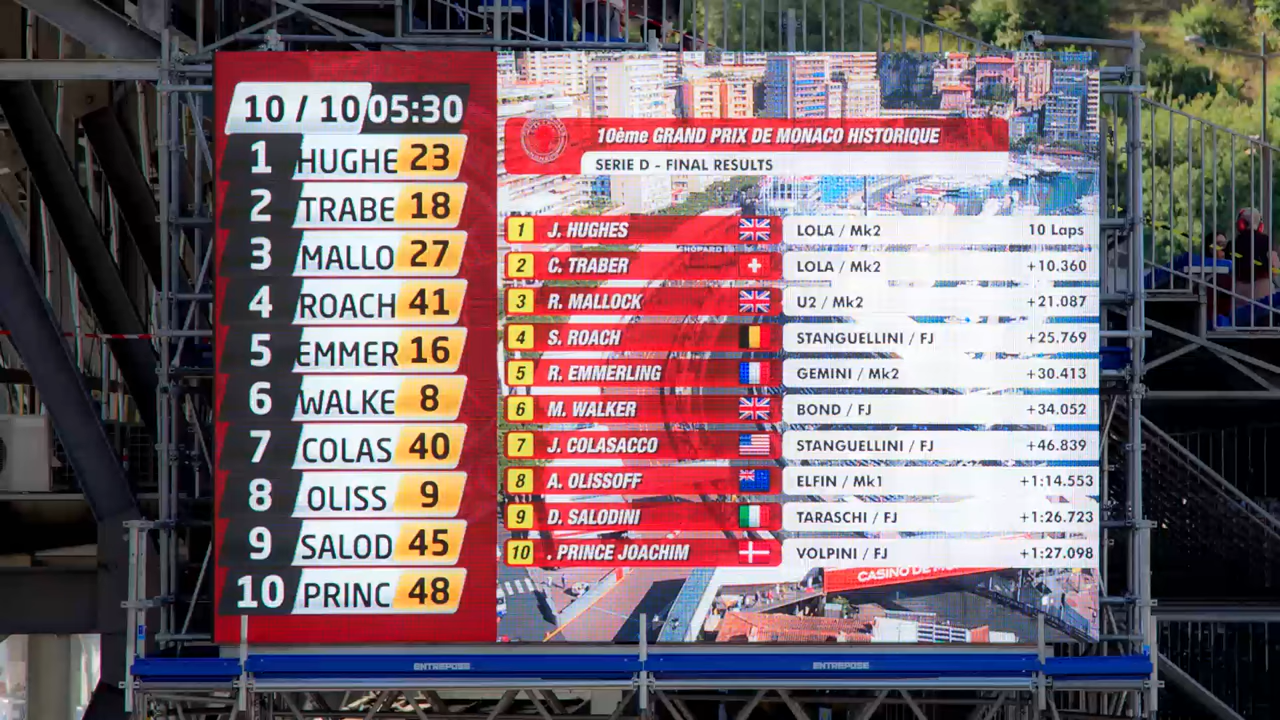 10 / 10 05:30
1 HUGHE 23
2 TRABE 18
3 MALLO 27
4 ROACH 41
5 EMMER 16
6 WALKE 8
7 COLAS 40
8 OLISS 9
9 SALOD 45
10 PRINC 48
10ème GRAND PRIX DE MONACO HISTORIQUE
SERIE D - FINAL RESULTS
1 J. HUGHES LOLA / Mk2 10 Laps
CHOPARD
2 C. TRABER LOLA / Mk2 +10.360
3 R. MALLOCK U2 / Mk2 +21.087
4 S. ROACH STANGUELLINI / FJ +25.769
5 R. EMMERLING GEMINI / Mk2 +30.413
6 M. WALKER BOND / FJ +34.052
7 J. COLASACCO STANGUELLINI / FJ +46.839
8 A. OLISSOFF ELFIN / Mk1 +1:14.553
9 D. SALODINI TARASCHI / FJ +1:26.723
10 . PRINCE JOACHIM VOLPINI / FJ +1:27.098
CASINO DE
ENTREPOSE ENTREPOSE